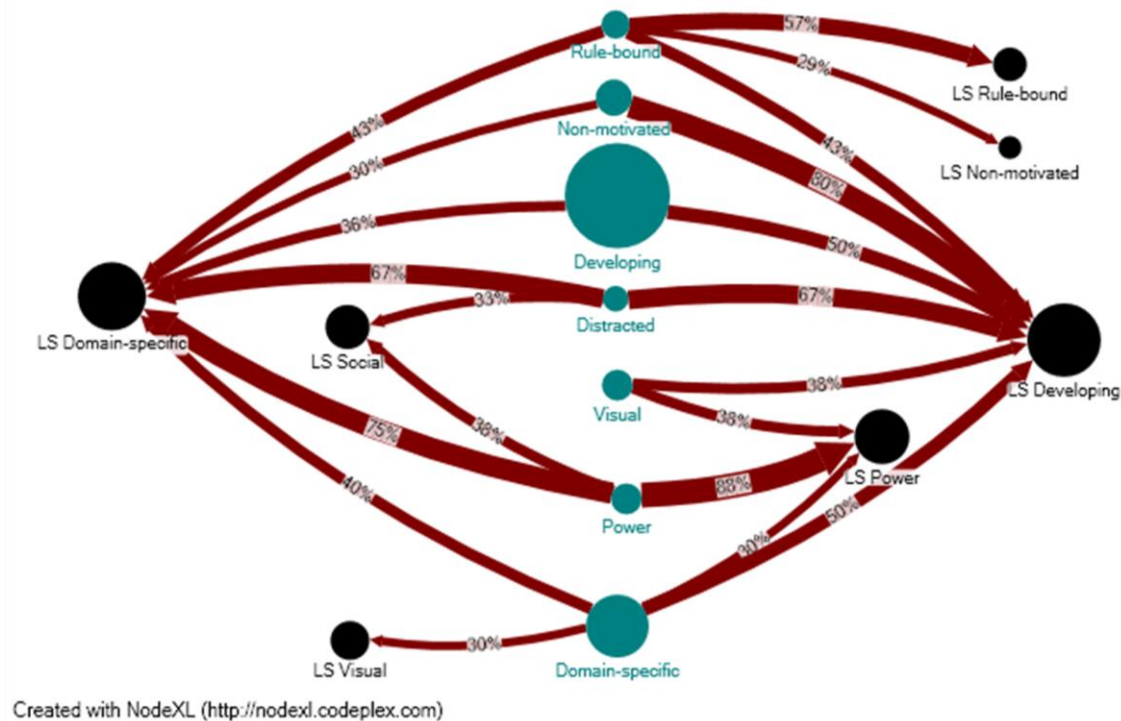 57%
Rule-bound
29%
LS Rule-bound
Non-motivated
43%
43%
LS Non-motivated
30%
80%
36%
50%
Developing
67%
67%
33%
Distracted
LS Domain-specific
LS Social
38%
LS Developing
Visual
38%
75%
38%
LS Power
88%
40%
Power
50%
30%
30%
LS Visual
Domain-specific
Created with NodeXL (http://nodexl.codeplex.com)